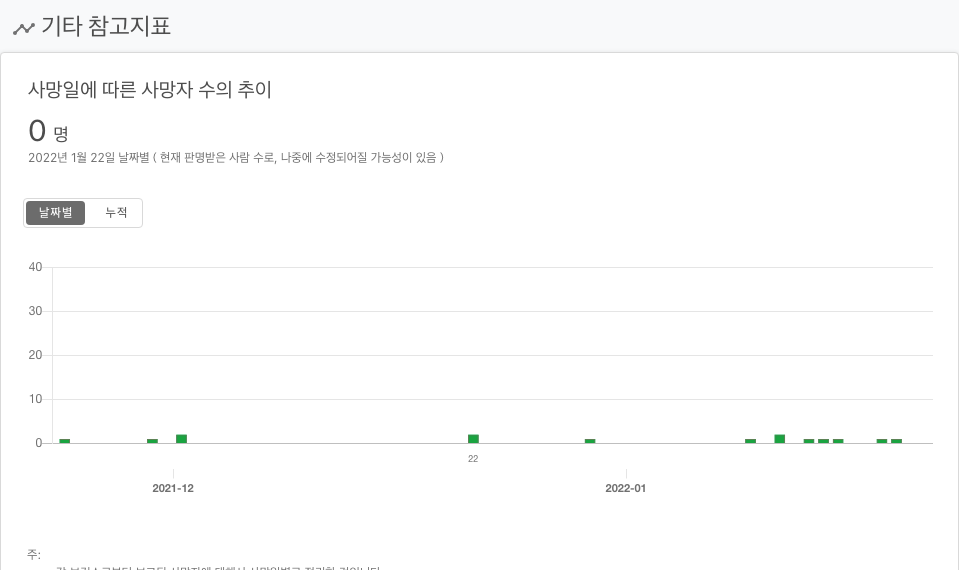 기타 참고지표
사망일에 따른 사망자 수의 추이
0 명
2022년 1월 22일 날짜별 ( 현재 판명받은 사람 수로, 나중에 수정되어질 가능성이 있음 )
날짜별 누적
40
30
20
10
0
22
2021-12 2022-01
주: